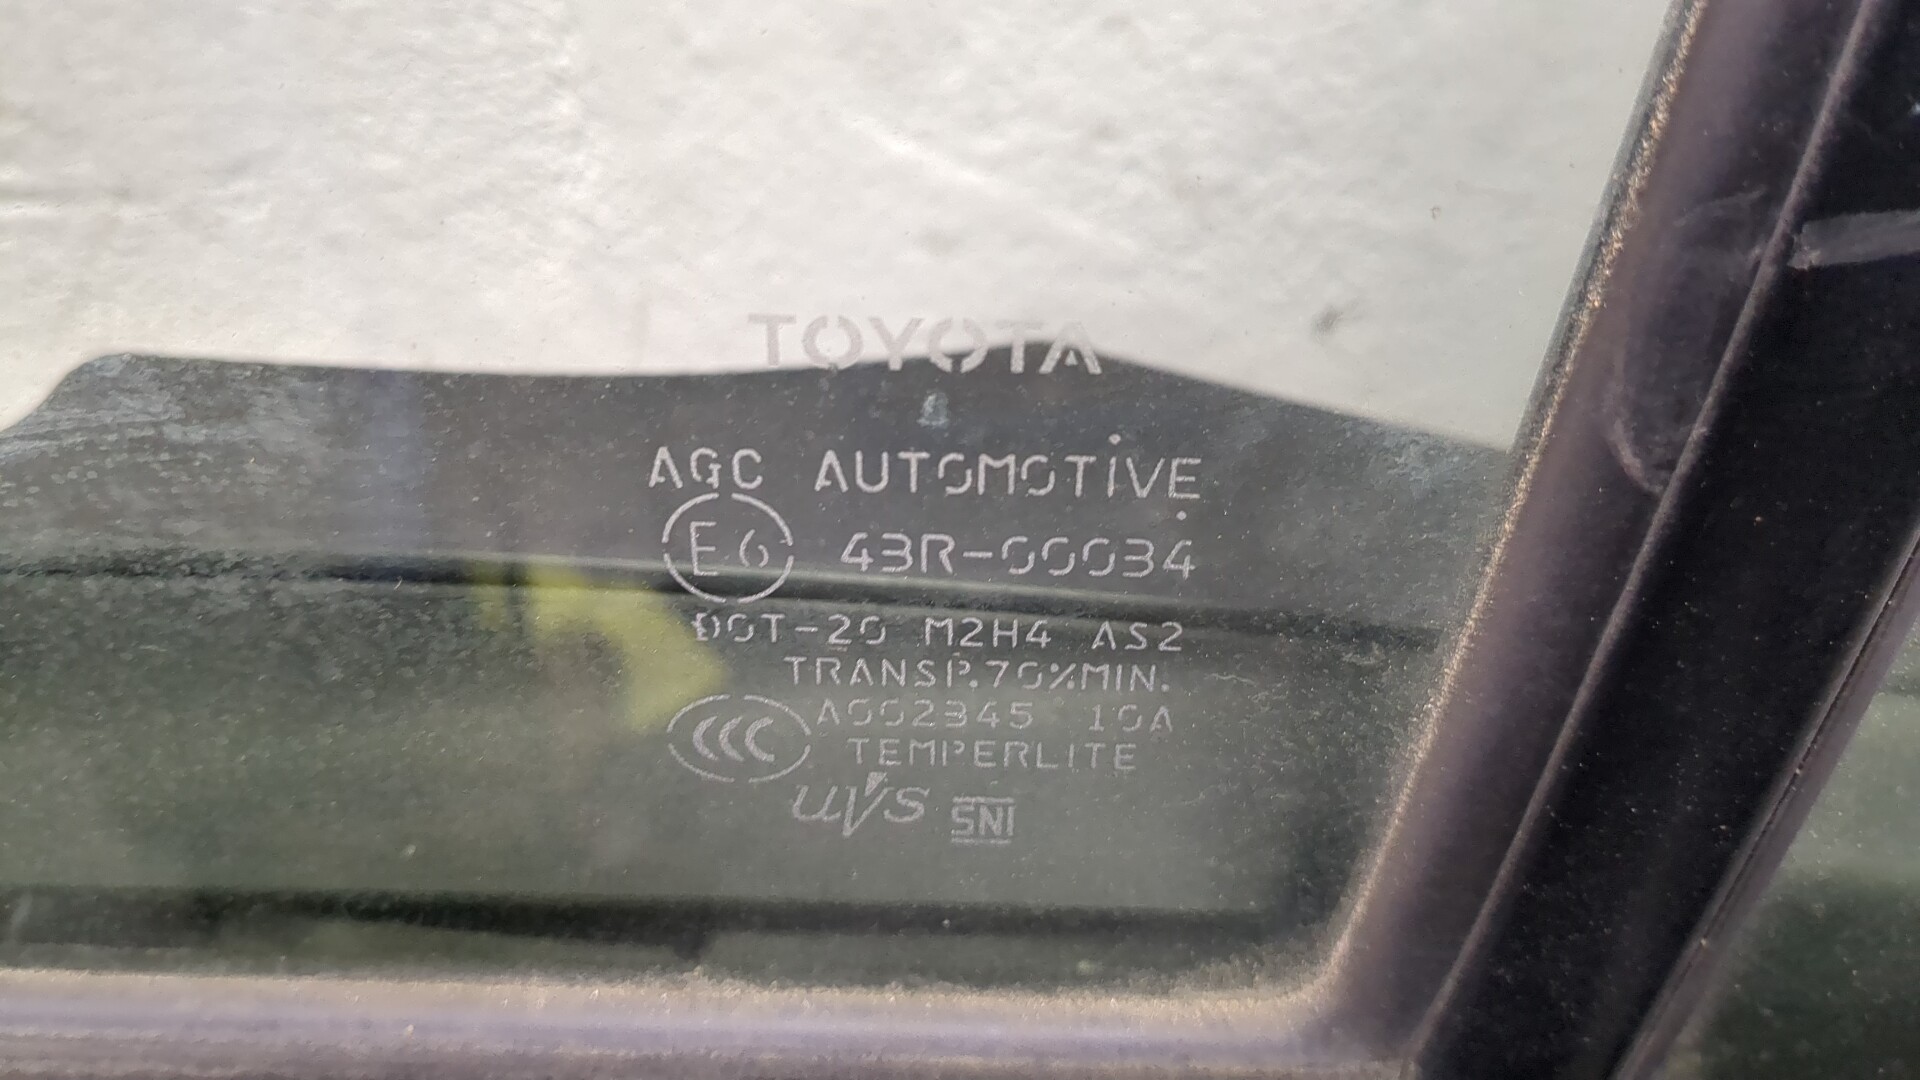 TOYOTA
AGC AUTOMOTIVE
E6 43R-00034
DOT-20 M2H4 AS2
TRANSP.70%MIN.
CCC A002345 10A
TEMPERLITE
UVS SNI